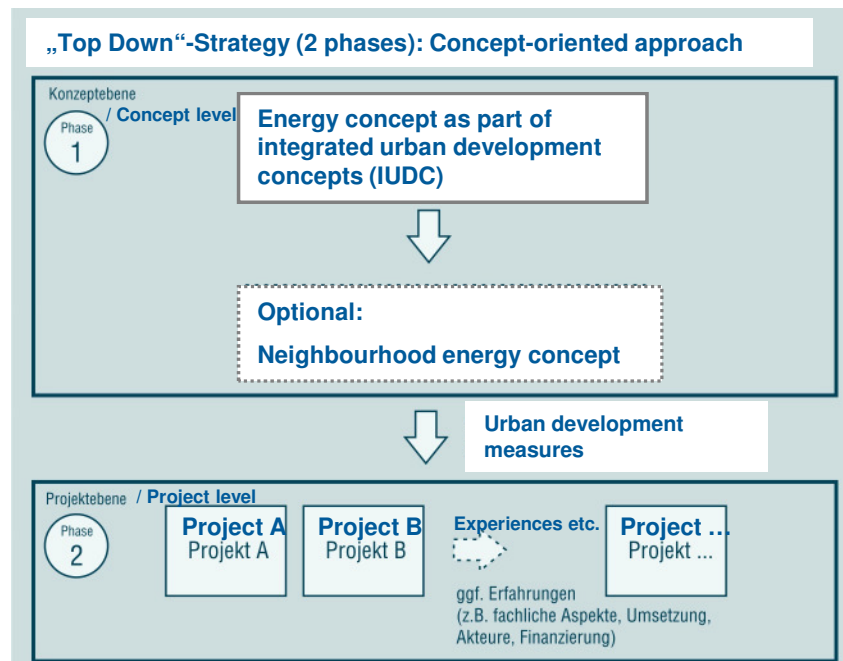 „Top Down“-Strategy (2 phases): Concept-oriented approach
Konzeptebene
/ Concept level
Phase
1
Energy concept as part of
integrated urban development
concepts (IUDC)
Optional:
Neighbourhood energy concept
Urban development
measures
Projektebene / Project level
Phase
2
Project A
Projekt A
Project B
Projekt B
Experiences etc.
ggf. Erfahrungen
(z.B. fachliche Aspekte, Umsetzung,
Akteure, Finanzierung)
Project ...
Projekt ...